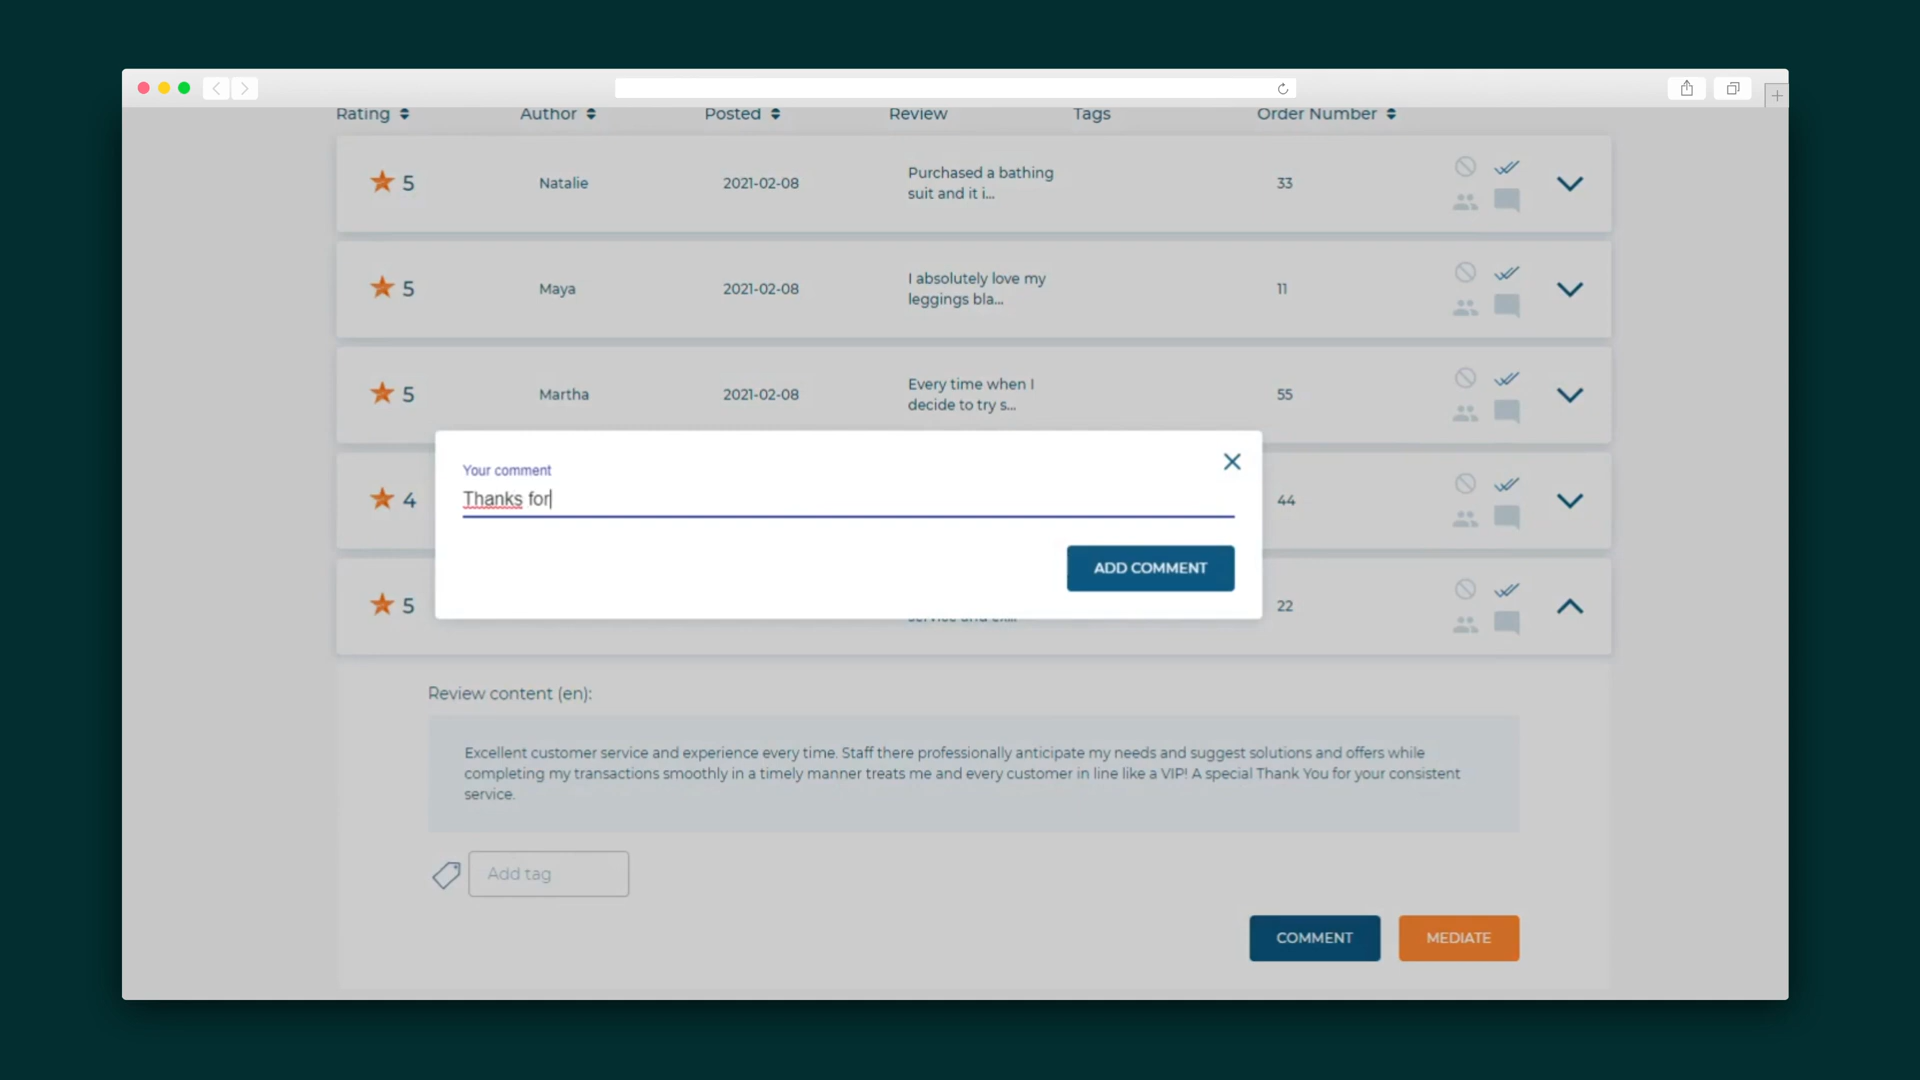 Rating Author Posted Review Tags Order Number
5 Natalie 2021-02-08 Purchased a bathing 33
suit and it i...
5 Maya 2021-02-08 I absolutely love my 11
leggings bla...
5 Martha 2021-02-08 Every time when I 55
decide to try s...
Your comment
Thanks for
4 44
ADD COMMENT
5 22
Review content (en):
Excellent customer service and experience every time. Staff there professionally anticipate my needs and suggest solutions and offers while
completing my transactions smoothly in a timely manner treats me and every customer in line like a VIP! A special Thank You for your consistent
service.
Add tag
COMMENT MEDIATE